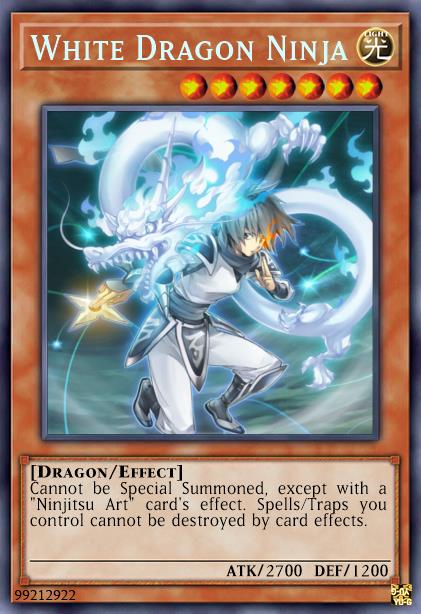 White Dragon Ninja
LIGHT
光
[Dragon/Effect]
Cannot be Special Summoned, except with a
"Ninjitsu Art" card's effect. Spells/Traps you
control cannot be destroyed by card effects.
ATK/2700 DEF/1200
99212922